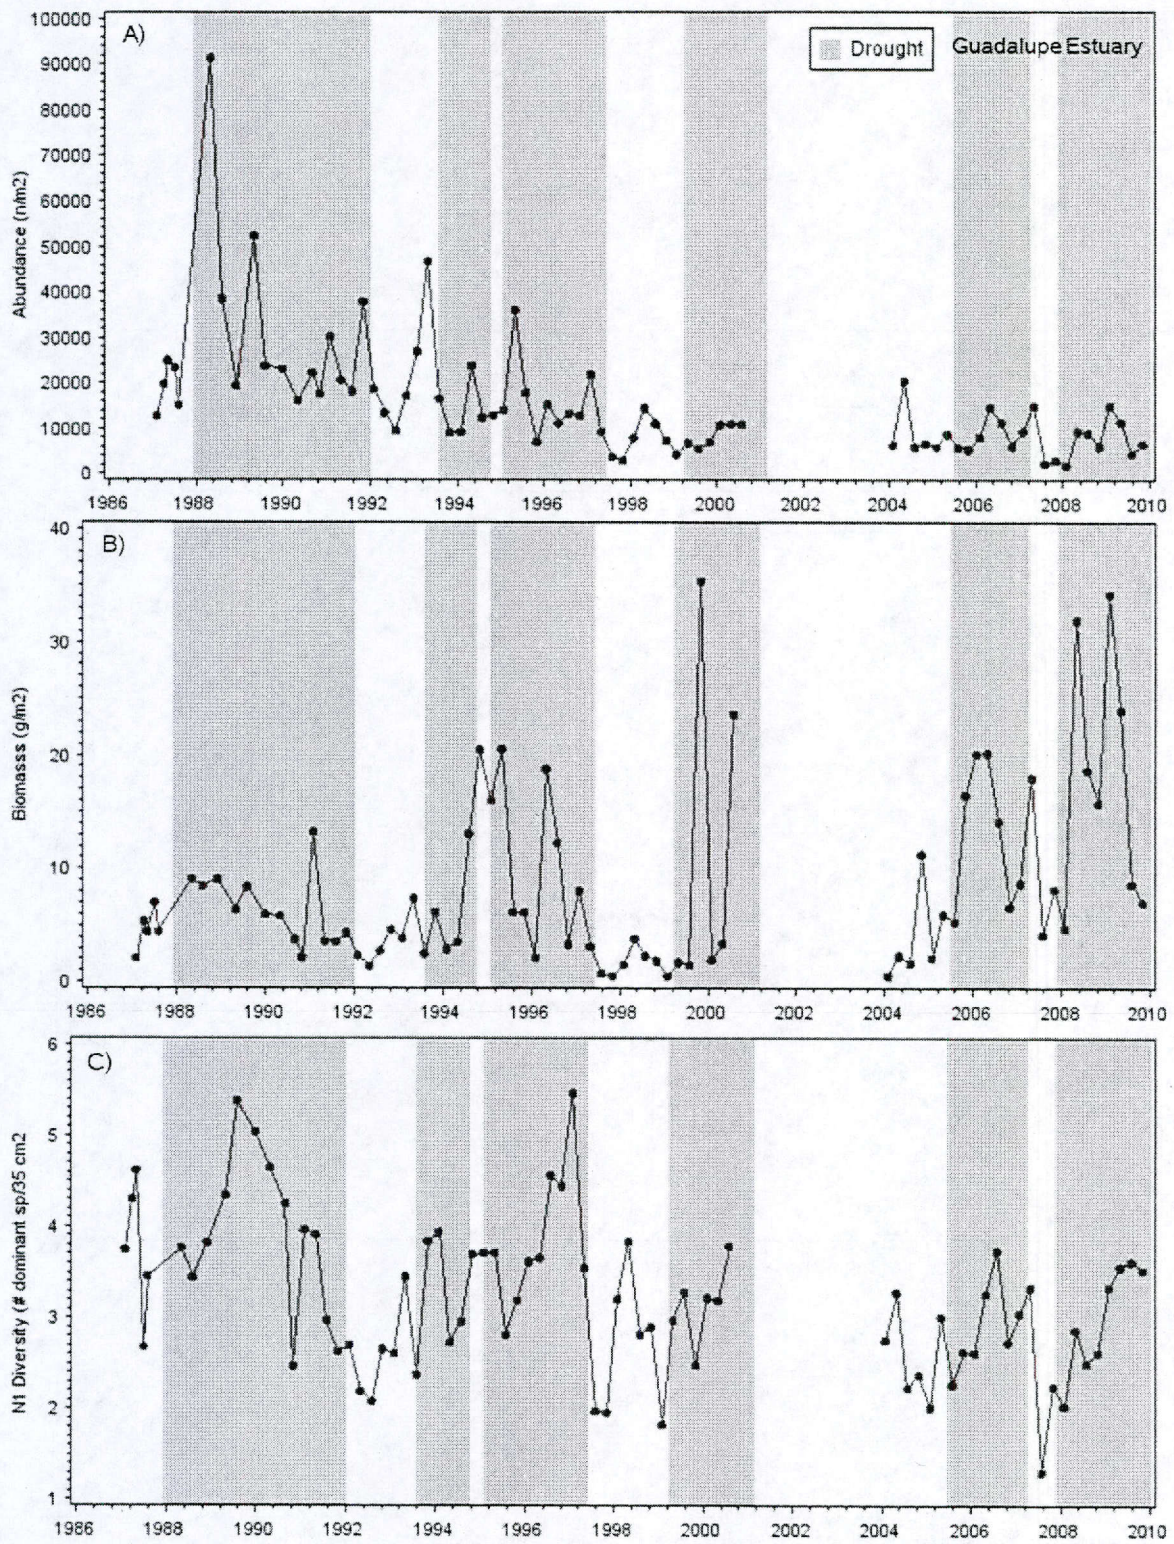 A)
Drought
Guadalupe Estuary
Abundance (n/m2)
100000
90000
80000
70000
60000
50000
40000
30000
20000
10000
0
1986 1988 1990 1992 1994 1996 1998 2000 2002 2004 2006 2008 2010
B)
Biomasss (g/m2)
40
30
20
10
0
1986 1988 1990 1992 1994 1996 1998 2000 2002 2004 2006 2008 2010
C)
N1 Diversity (# dominant sp/35 cm2
6
5
4
3
2
1
1986 1988 1990 1992 1994 1996 1998 2000 2002 2004 2006 2008 2010